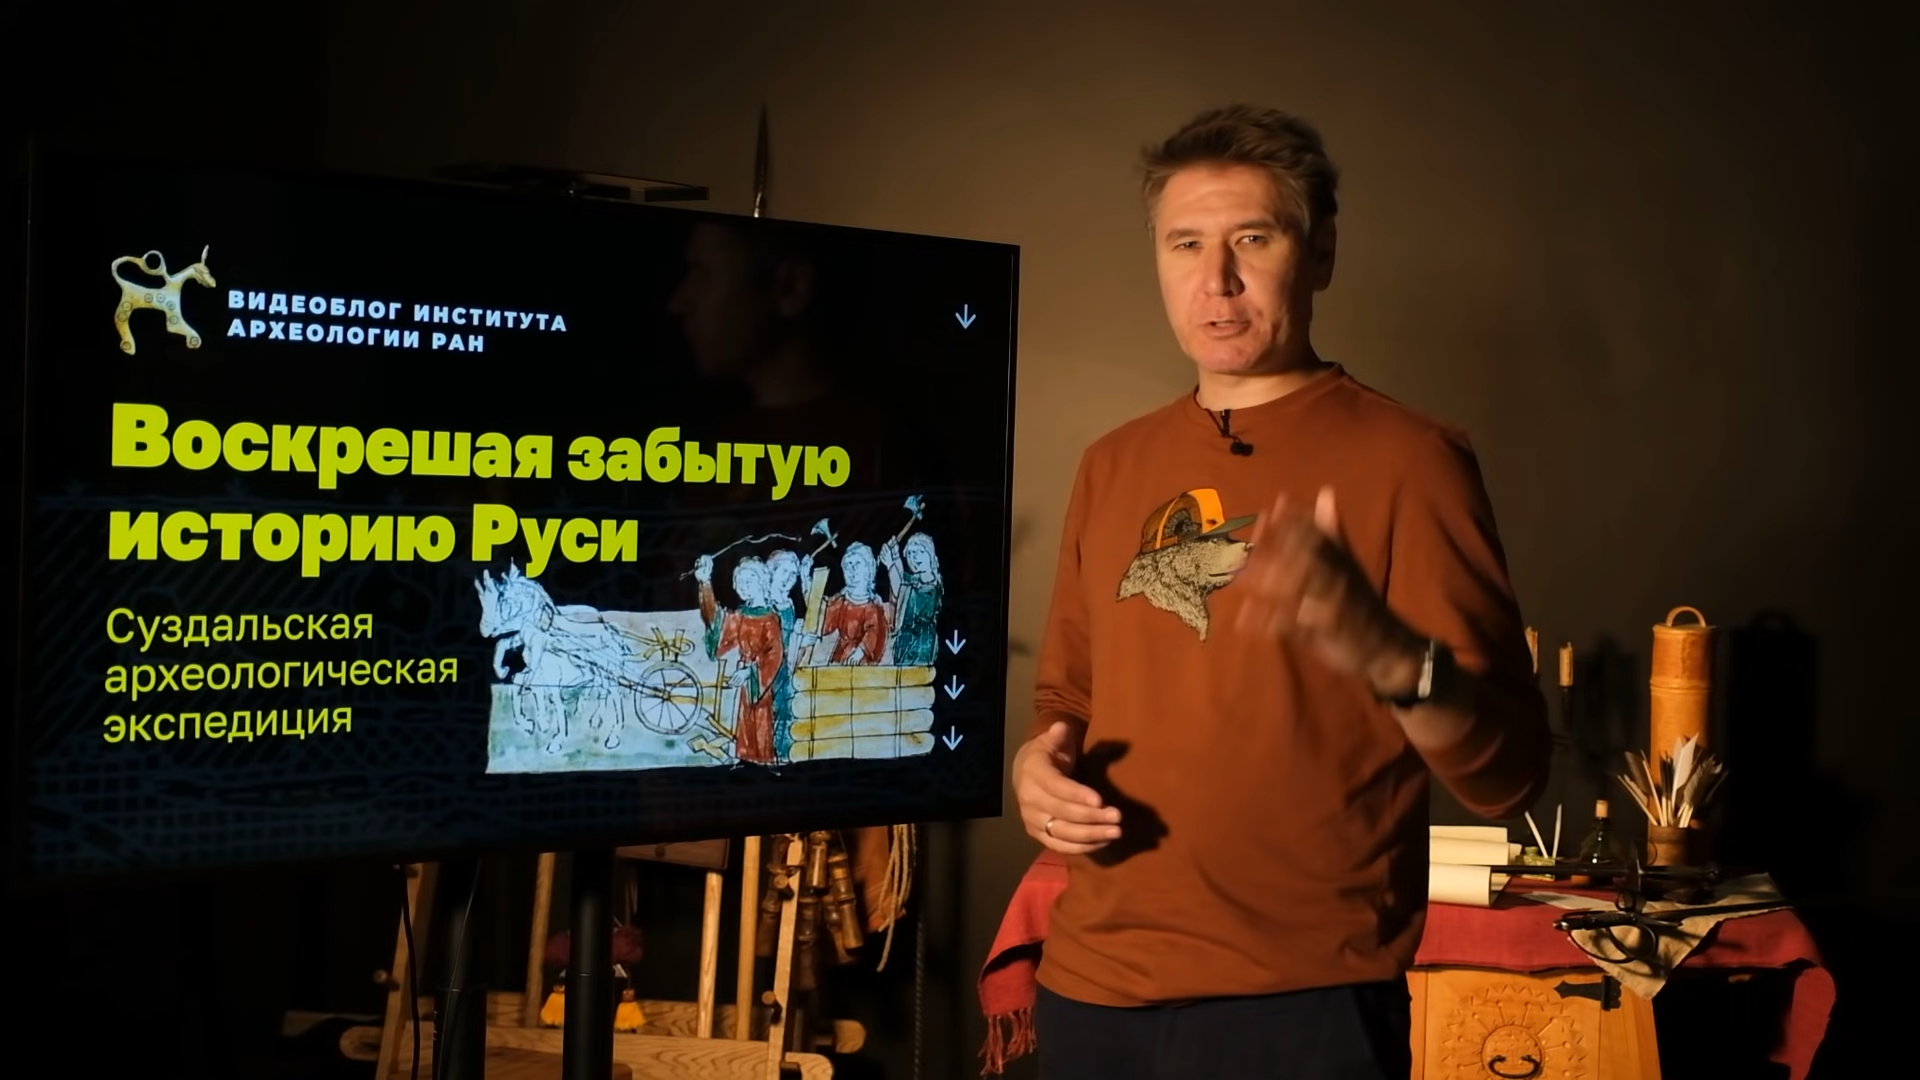 ВИДЕОБЛОГ ИНСТИТУТА
АРХЕОЛОГИИ РАН
Воскрешая забытую
историю Руси
Суздальская
археологическая
экспедиция